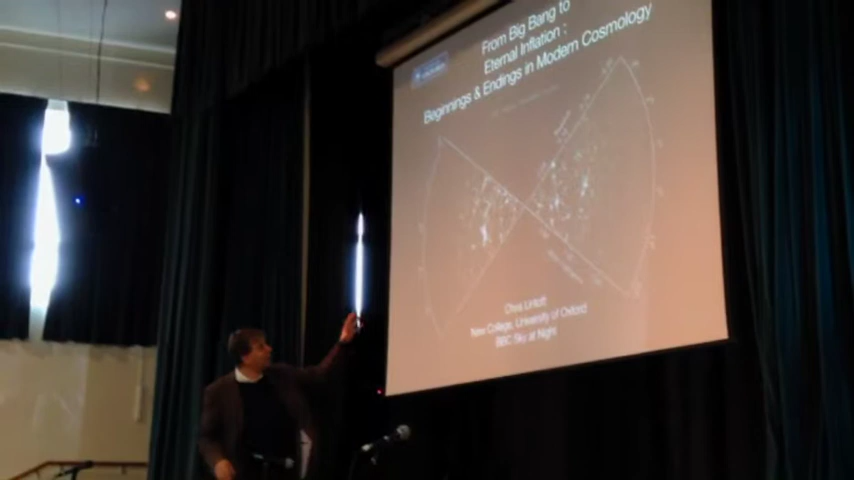 From Big Bang to
Eternal Inflation :
Beginnings & Endings in Modern Cosmology
Chris Lintott
New College, University of Oxford
BBC Sky at Night